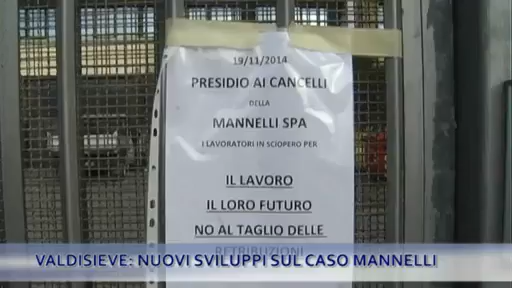 19/11/2014
PRESIDIO AI CANCELLI
DELLA
MANNELLI SPA
I LAVORATORI IN SCIOPERO PER
IL LAVORO
IL LORO FUTURO
NO AL TAGLIO DELLE
RETRIBUZIONI
VALDISIEVE: NUOVI SVILUPPI SUL CASO MANNELLI